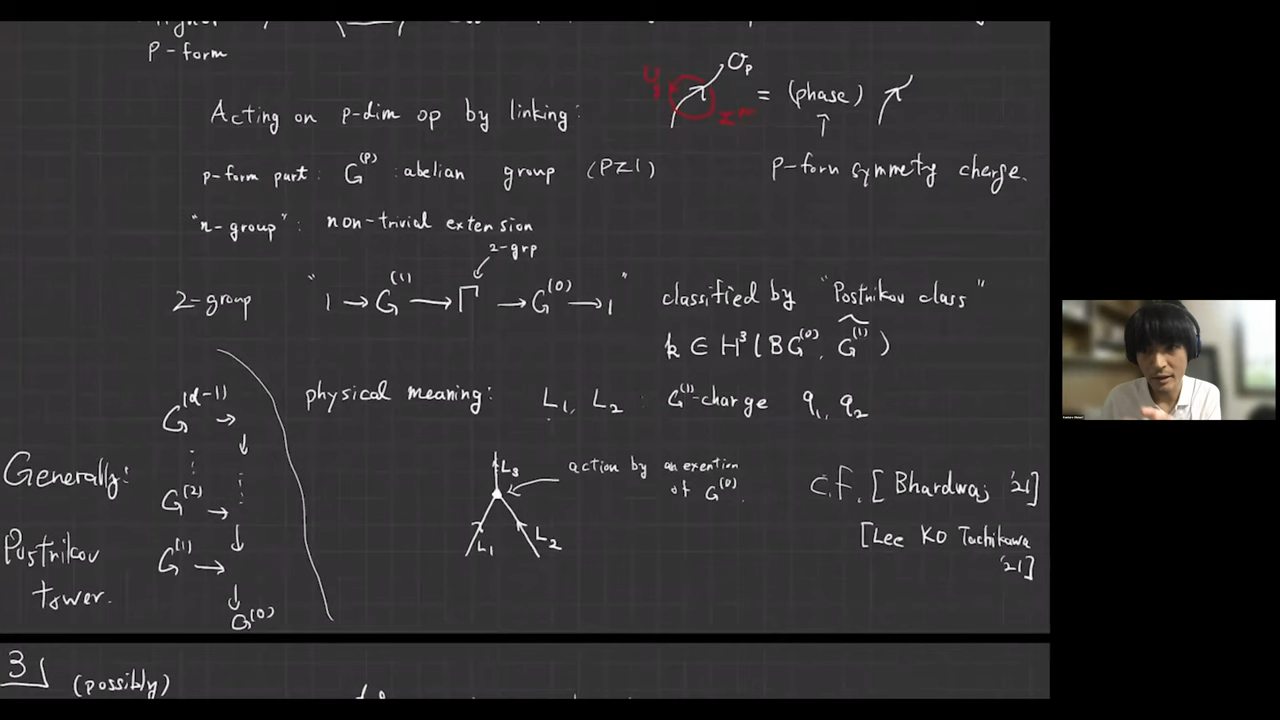 p-form
O_p
Y
= (phase)
Σ^n
Acting on p-dim op by linking:
p-form part: G^(p) : abelian group (p≥1)
p-form symmetry charge.
"n-group": non-trivial extension
2-grp
2-group " 1 → G^(1) → Γ → G^(0) → 1 " classified by "Postnikov class"
k ∈ H^3(BG^(0), G^(1))
physical meaning: L_1, L_2 : G^(1)-charge q_1, q_2
G^(d-1) →
↓
Generally:
G^(2) →
↓
Postnikov
G^(1) →
tower.
↓
G^(0)
L_3
L_1
L_2
action by an exention
of G^(0).
c.f. [Bhardwaj '21]
[Lee KO Tachikawa
'21]
3
(possibly)